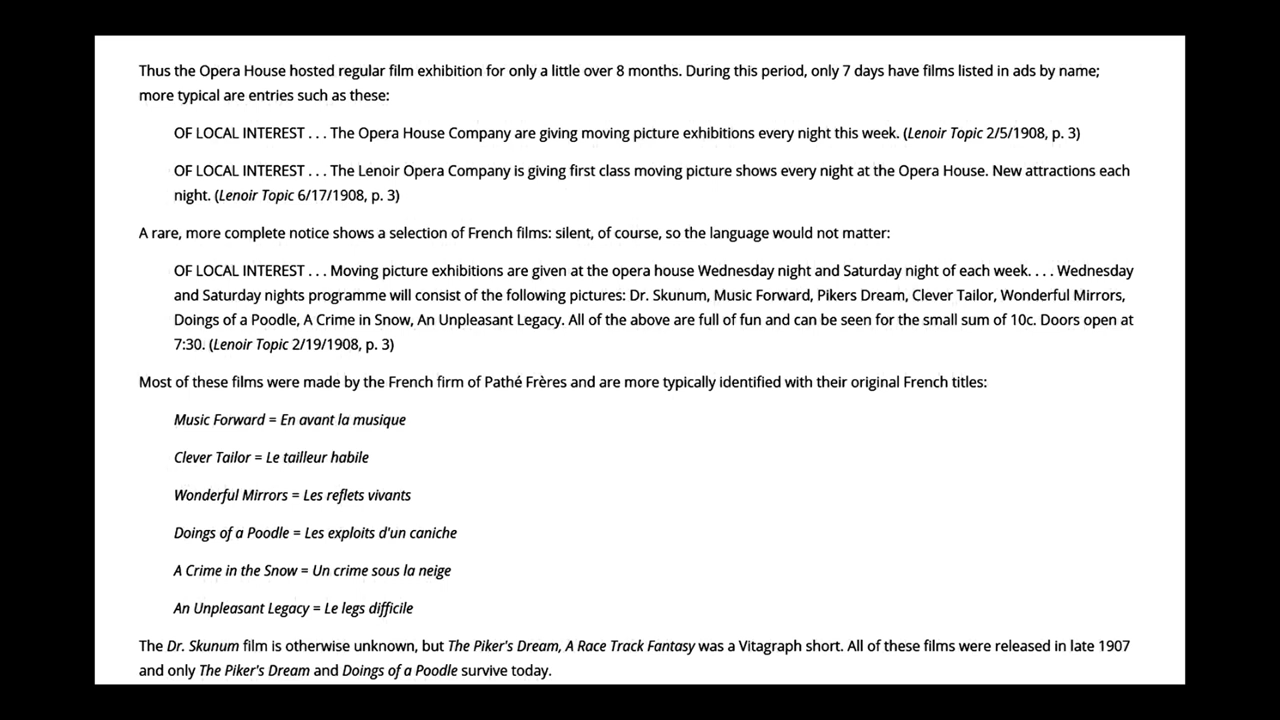 Thus the Opera House hosted regular film exhibition for only a little over 8 months. During this period, only 7 days have films listed in ads by name;
more typical are entries such as these:
OF LOCAL INTEREST . . . The Opera House Company are giving moving picture exhibitions every night this week. (Lenoir Topic 2/5/1908, p. 3)
OF LOCAL INTEREST . . . The Lenoir Opera Company is giving first class moving picture shows every night at the Opera House. New attractions each
night. (Lenoir Topic 6/17/1908, p. 3)
A rare, more complete notice shows a selection of French films: silent, of course, so the language would not matter:
OF LOCAL INTEREST . . . Moving picture exhibitions are given at the opera house Wednesday night and Saturday night of each week. . . . Wednesday
and Saturday nights programme will consist of the following pictures: Dr. Skunum, Music Forward, Pikers Dream, Clever Tailor, Wonderful Mirrors,
Doings of a Poodle, A Crime in Snow, An Unpleasant Legacy. All of the above are full of fun and can be seen for the small sum of 10c. Doors open at
7:30. (Lenoir Topic 2/19/1908, p. 3)
Most of these films were made by the French firm of Pathé Frères and are more typically identified with their original French titles:
Music Forward = En avant la musique
Clever Tailor = Le tailleur habile
Wonderful Mirrors = Les reflets vivants
Doings of a Poodle = Les exploits d'un caniche
A Crime in the Snow = Un crime sous la neige
An Unpleasant Legacy = Le legs difficile
The Dr. Skunum film is otherwise unknown, but The Piker's Dream, A Race Track Fantasy was a Vitagraph short. All of these films were released in late 1907
and only The Piker's Dream and Doings of a Poodle survive today.